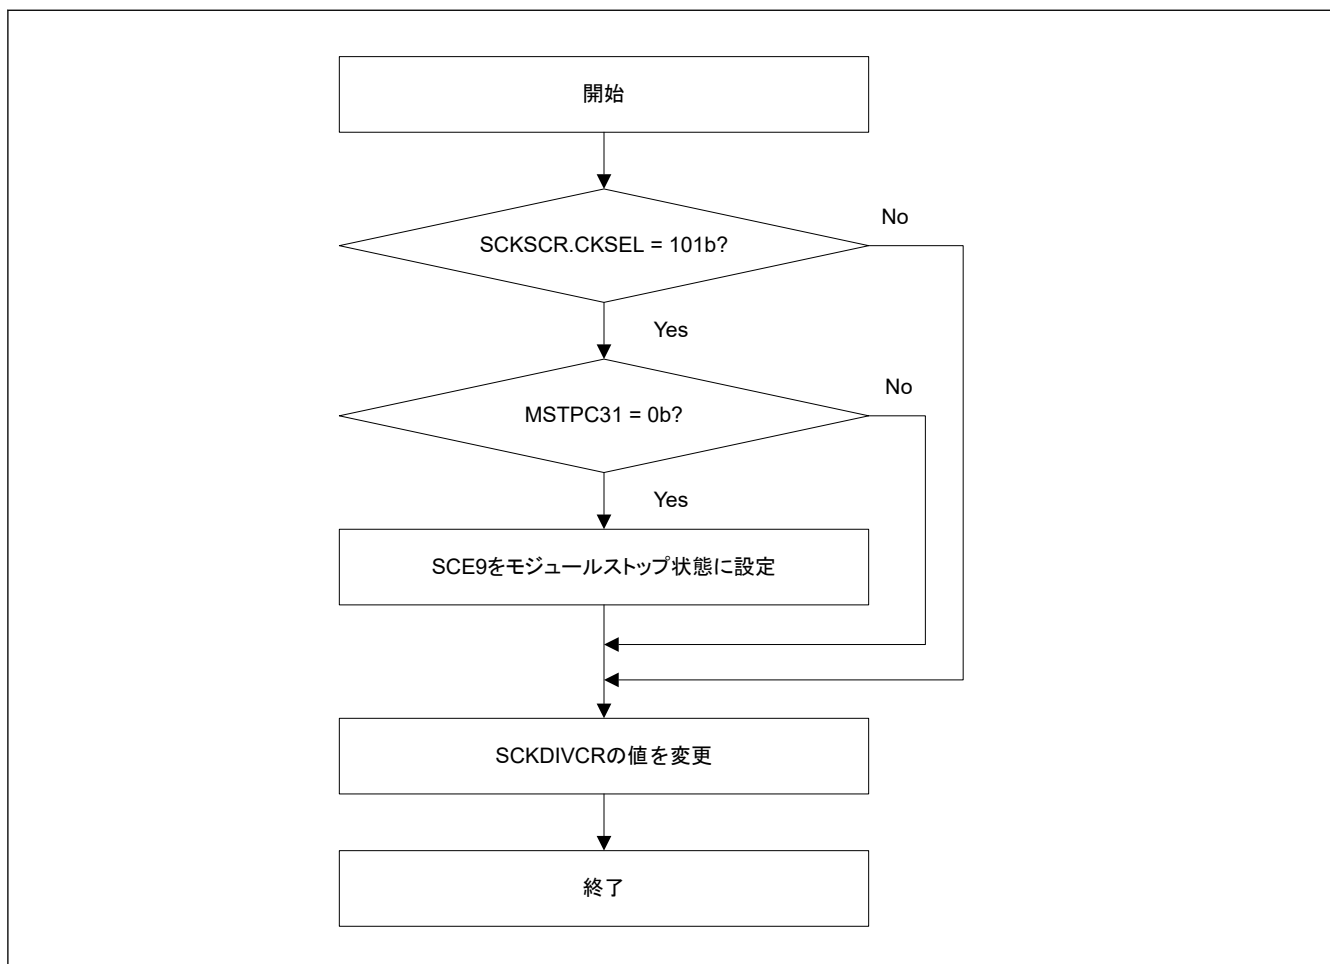 開始
SCKSCR.CKSEL = 101b?
No
Yes
MSTPC31 = 0b?
No
Yes
SCE9をモジュールストップ状態に設定
SCKDIVCRの値を変更
終了